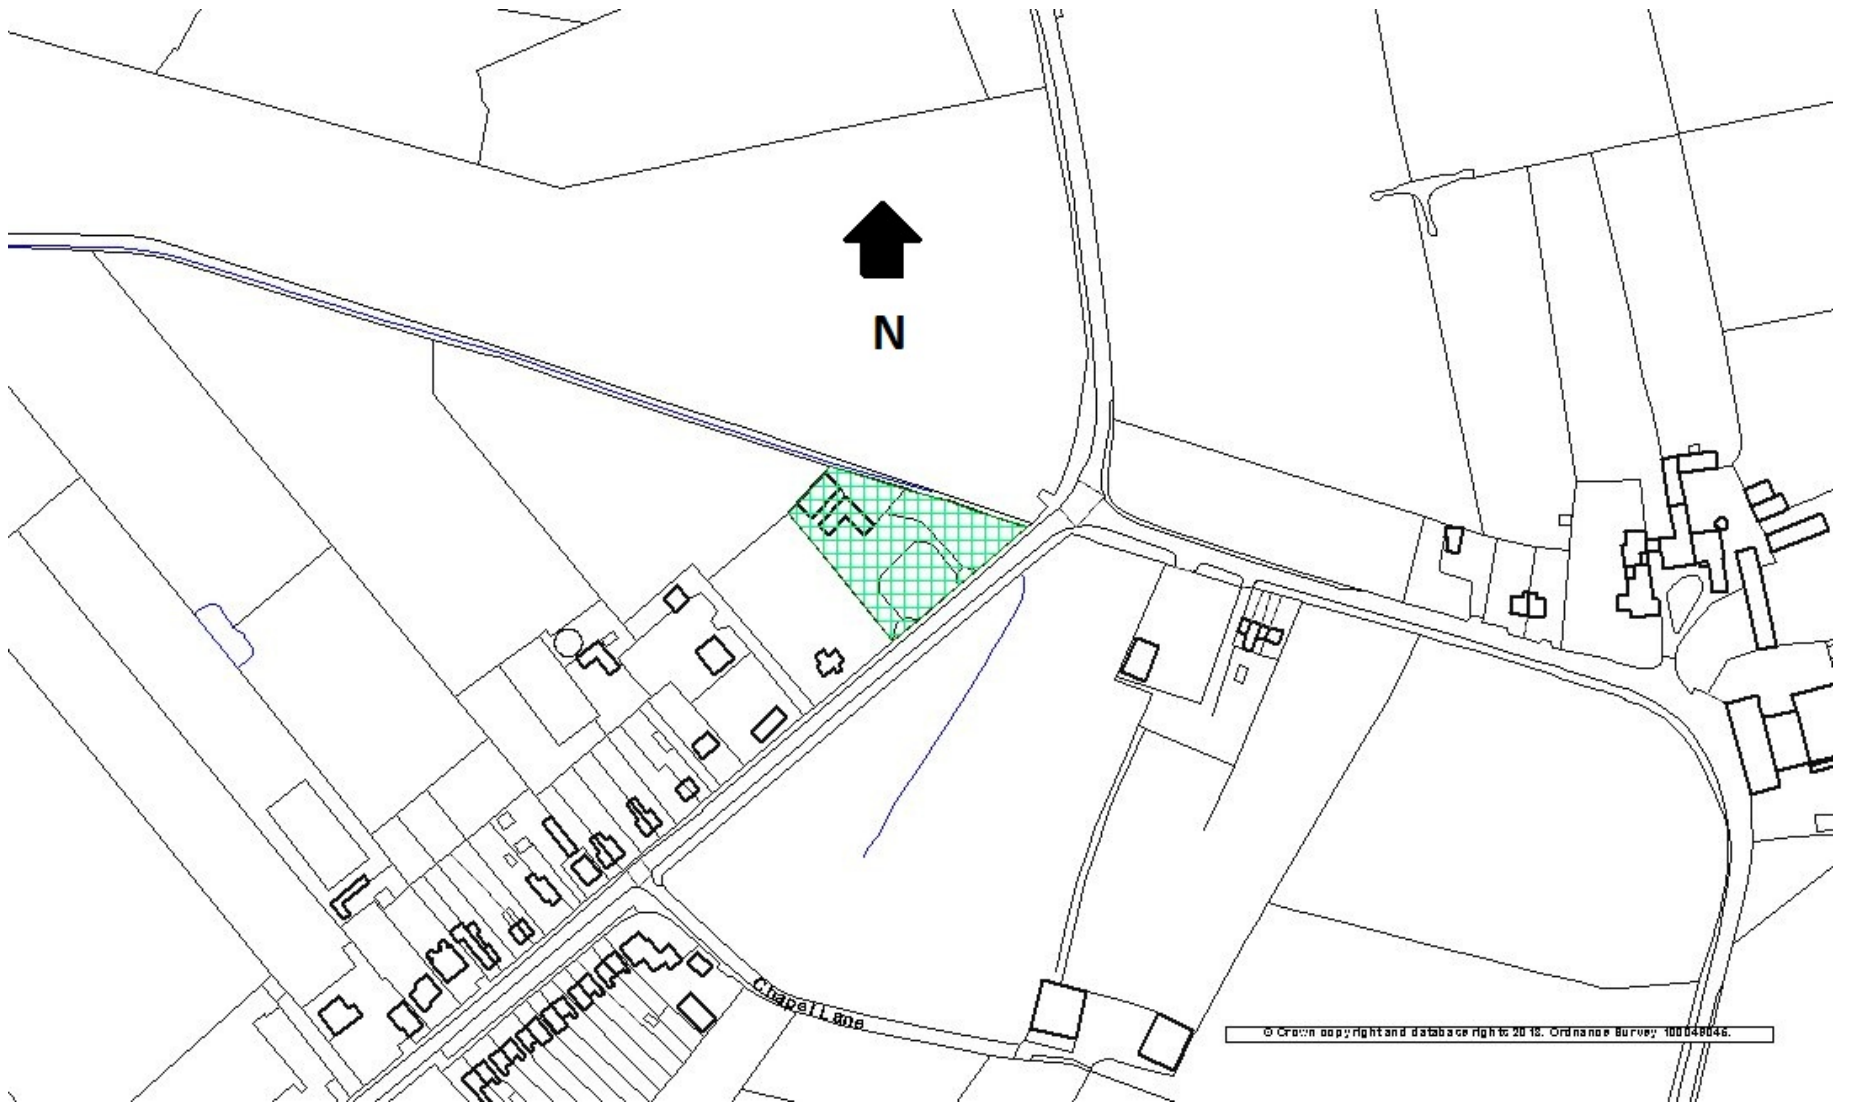 N
Chapel Lane
© Crown copyright and database rights 2018. Ordnance Survey 100049046.